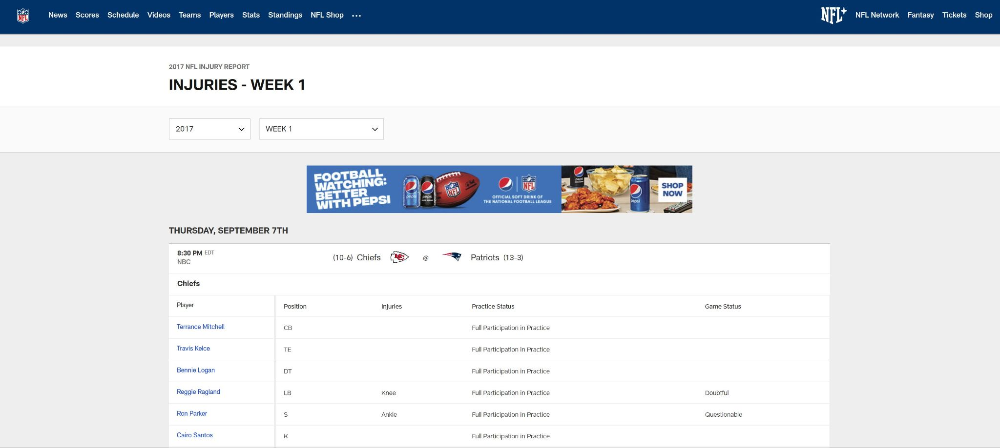 NFL
News Scores Schedule Videos Teams Players Stats Standings NFL Shop ...
NFL+ NFL Network Fantasy Tickets Shop
2017 NFL INJURY REPORT
INJURIES - WEEK 1
2017
WEEK 1
FOOTBALL
WATCHING:
BETTER
WITH PEPSI
pepsi
pepsi
NFL
NFL
OFFICIAL SOFT DRINK OF
THE NATIONAL FOOTBALL LEAGUE
pepsi
pepsi
SHOP
NOW
THURSDAY, SEPTEMBER 7TH
8:30 PM EDT
NBC
(10-6) Chiefs KC @ Patriots (13-3)
Chiefs
Player Position Injuries Practice Status Game Status
Terrance Mitchell CB Full Participation in Practice
Travis Kelce TE Full Participation in Practice
Bennie Logan DT Full Participation in Practice
Reggie Ragland LB Knee Full Participation in Practice Doubtful
Ron Parker S Ankle Full Participation in Practice Questionable
Cairo Santos K Full Participation in Practice